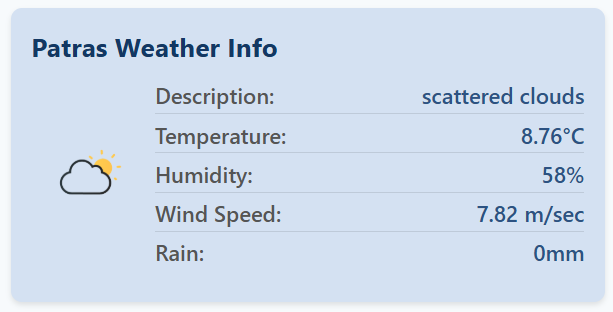 Patras Weather Info
Description: scattered clouds
Temperature: 8.76°C
Humidity: 58%
Wind Speed: 7.82 m/sec
Rain: 0mm